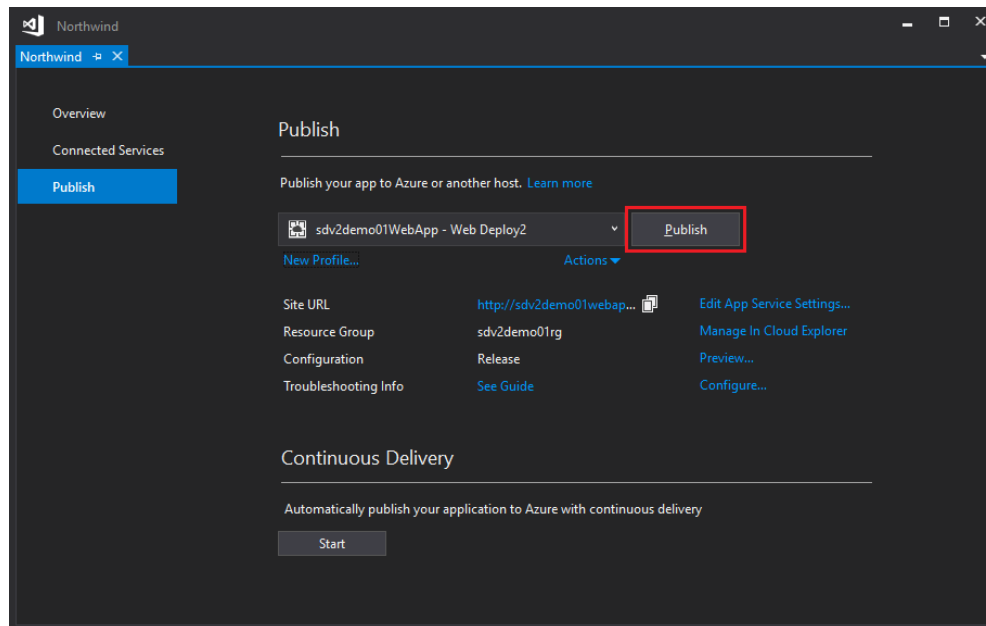 Northwind
Northwind
Overview
Connected Services
Publish
Publish
Publish your app to Azure or another host. Learn more
sdv2demo01WebApp - Web Deploy2
Publish
New Profile...
Actions
Site URL http://sdv2demo01webap... Edit App Service Settings...
Resource Group sdv2demo01rg Manage In Cloud Explorer
Configuration Release Preview...
Troubleshooting Info See Guide Configure...
Continuous Delivery
Automatically publish your application to Azure with continuous delivery
Start